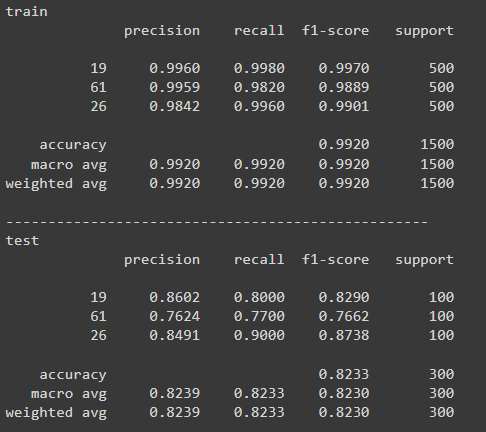 train
precision recall f1-score support
19 0.9960 0.9980 0.9970 500
61 0.9959 0.9820 0.9889 500
26 0.9842 0.9960 0.9901 500
accuracy 0.9920 1500
macro avg 0.9920 0.9920 0.9920 1500
weighted avg 0.9920 0.9920 0.9920 1500
--------------------------------------------------
test
precision recall f1-score support
19 0.8602 0.8000 0.8290 100
61 0.7624 0.7700 0.7662 100
26 0.8491 0.9000 0.8738 100
accuracy 0.8233 300
macro avg 0.8239 0.8233 0.8230 300
weighted avg 0.8239 0.8233 0.8230 300